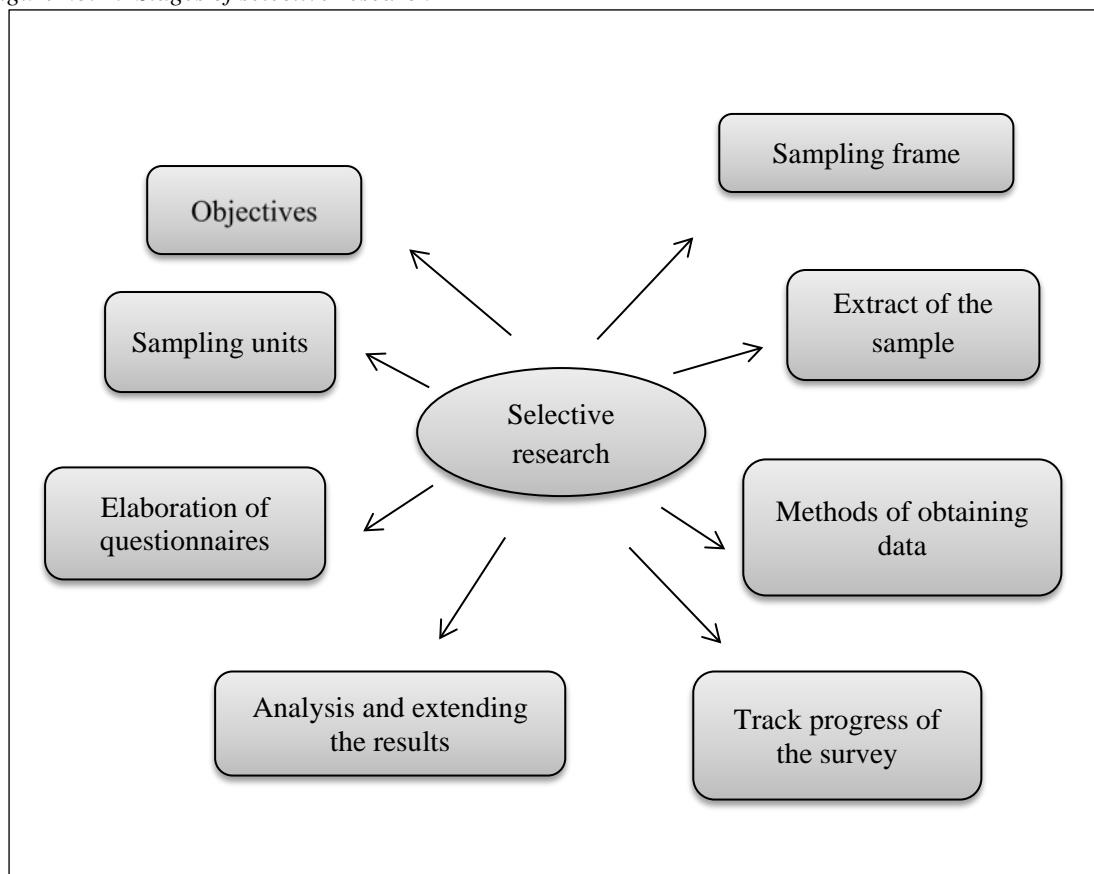 Stages of selective research
Sampling frame
Objectives
Extract of the
sample
Sampling units
Selective
research
Elaboration of
questionnaires
Methods of obtaining
data
Analysis and extending
the results
Track progress of
the survey